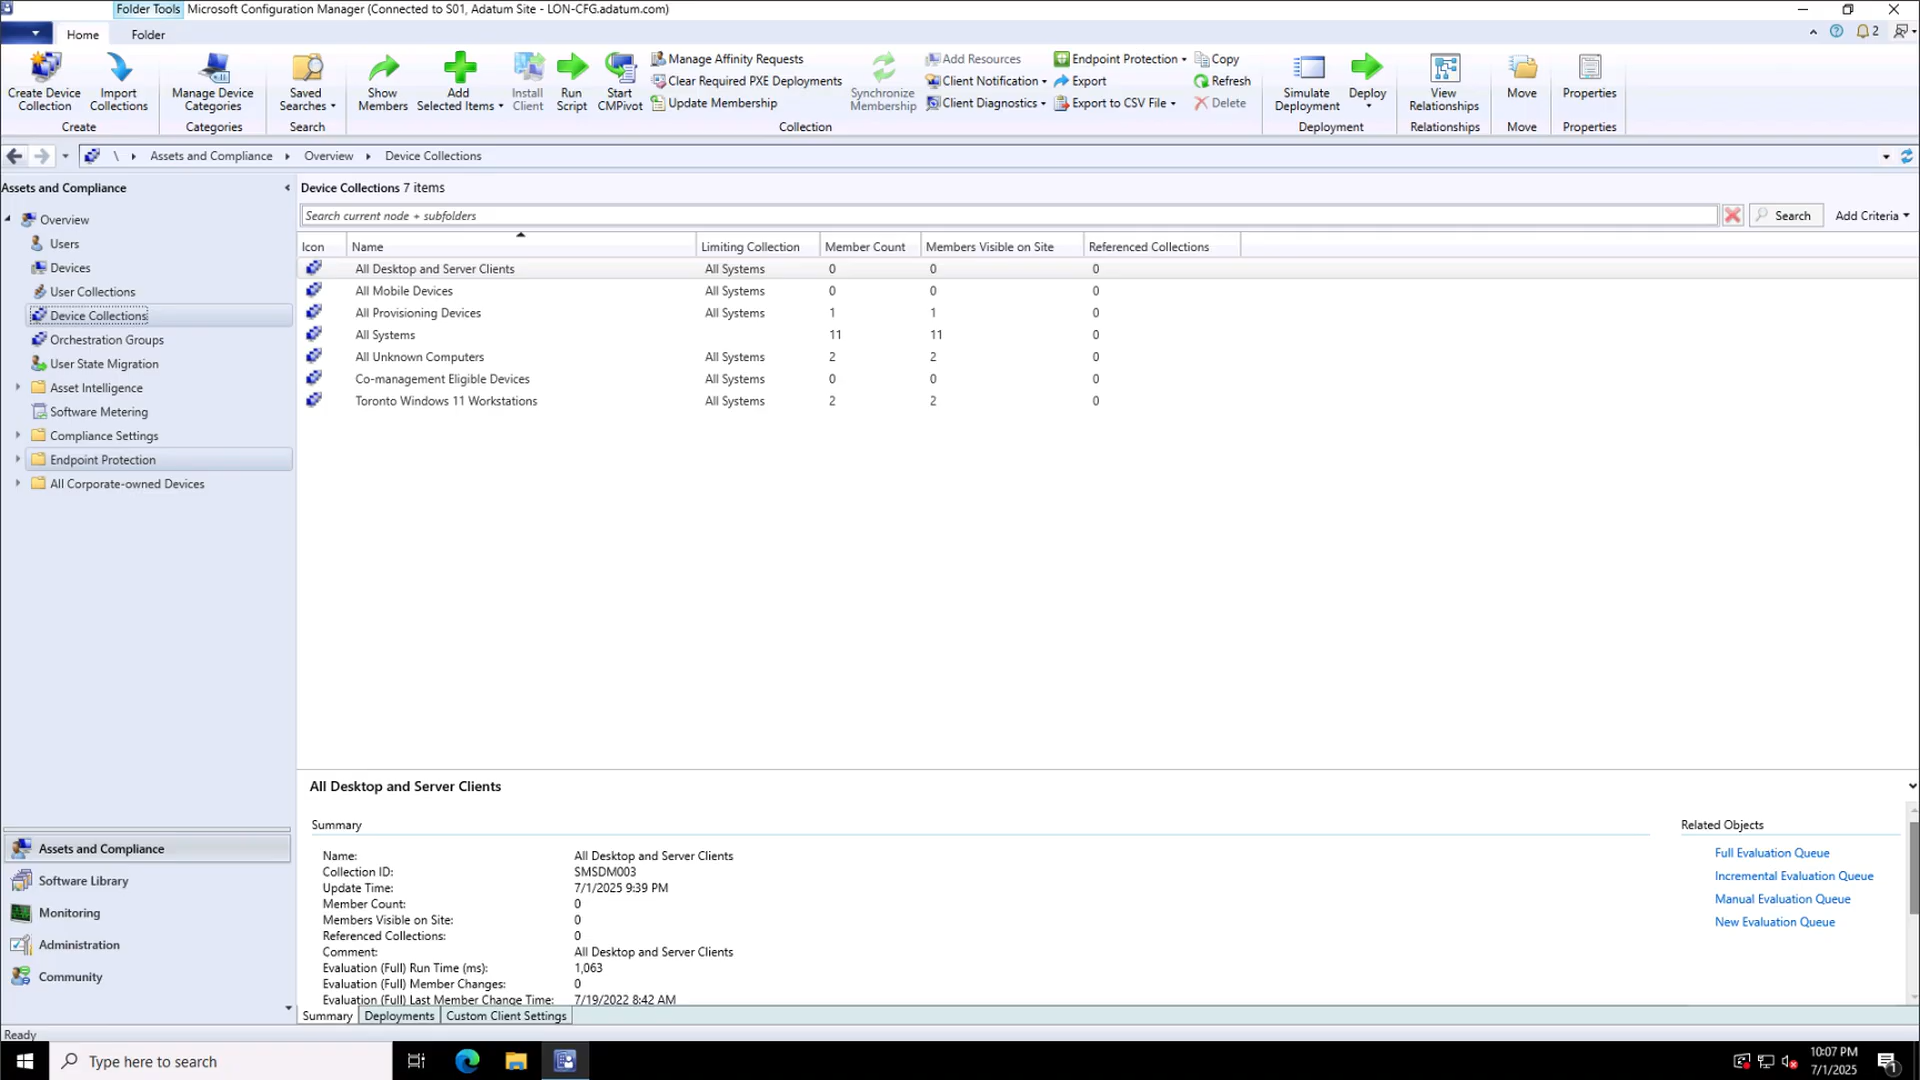 Folder Tools Microsoft Configuration Manager (Connected to S01, Adatum Site - LON-CFG.adatum.com)
Home Folder
2
Create Device Collection
Import Collections
Create
Manage Device Categories
Categories
Saved Searches
Search
Show Members
Add Selected Items
Install Client
Run Script
Start CMPivot
Manage Affinity Requests
Clear Required PXE Deployments
Update Membership
Synchronize Membership
Add Resources
Client Notification
Client Diagnostics
Endpoint Protection
Export
Export to CSV File
Copy
Refresh
Delete
Collection
Simulate Deployment
Deploy
Deployment
View Relationships
Relationships
Move
Move
Properties
Properties
\ Assets and Compliance Overview Device Collections
Assets and Compliance
Overview
Users
Devices
User Collections
Device Collections
Orchestration Groups
User State Migration
Asset Intelligence
Software Metering
Compliance Settings
Endpoint Protection
All Corporate-owned Devices
Assets and Compliance
Software Library
Monitoring
Administration
Community
Device Collections 7 items
Search current node + subfolders
Search Add Criteria
Icon Name Limiting Collection Member Count Members Visible on Site Referenced Collections
All Desktop and Server Clients All Systems 0 0 0
All Mobile Devices All Systems 0 0 0
All Provisioning Devices All Systems 1 1 0
All Systems 11 11 0
All Unknown Computers All Systems 2 2 0
Co-management Eligible Devices All Systems 0 0 0
Toronto Windows 11 Workstations All Systems 2 2 0
All Desktop and Server Clients
Summary
Name: All Desktop and Server Clients
Collection ID: SMSDM003
Update Time: 7/1/2025 9:39 PM
Member Count: 0
Members Visible on Site: 0
Referenced Collections: 0
Comment: All Desktop and Server Clients
Evaluation (Full) Run Time (ms): 1,063
Evaluation (Full) Member Changes: 0
Evaluation (Full) Last Member Change Time: 7/19/2022 8:42 AM
Related Objects
Full Evaluation Queue
Incremental Evaluation Queue
Manual Evaluation Queue
New Evaluation Queue
Summary Deployments Custom Client Settings
Ready
Type here to search
10:07 PM
7/1/2025
1